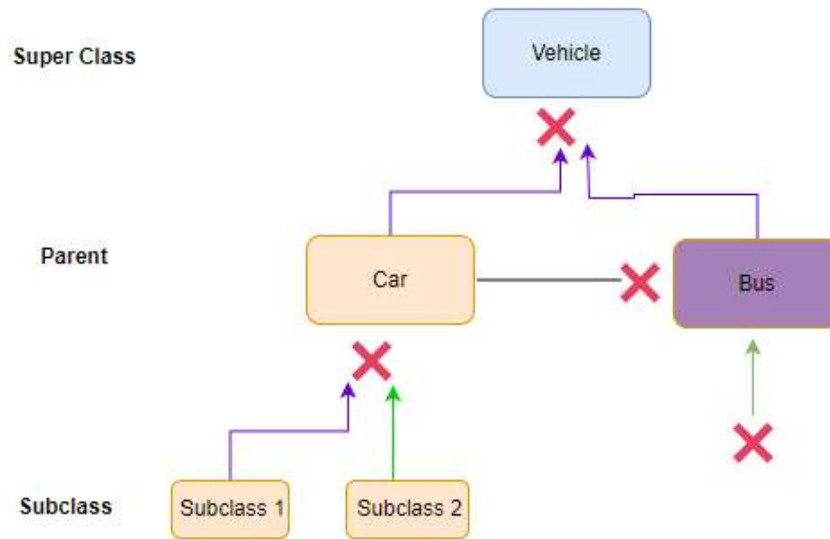 Super Class
Vehicle
Parent
Car
Bus
Subclass
Subclass 1
Subclass 2